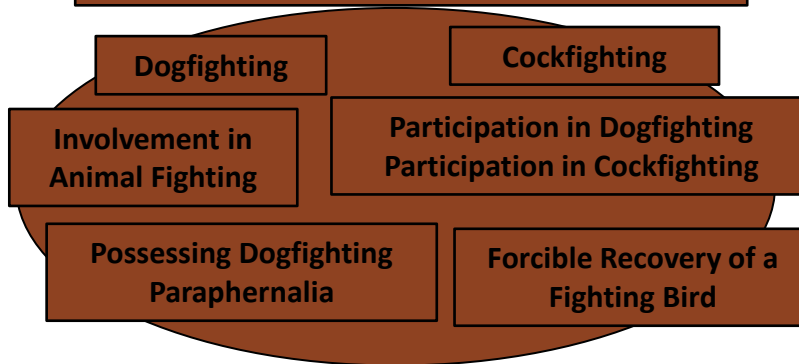 Dogfighting
Cockfighting
Involvement in
Animal Fighting
Participation in Dogfighting
Participation in Cockfighting
Possessing Dogfighting
Paraphernalia
Forcible Recovery of a
Fighting Bird